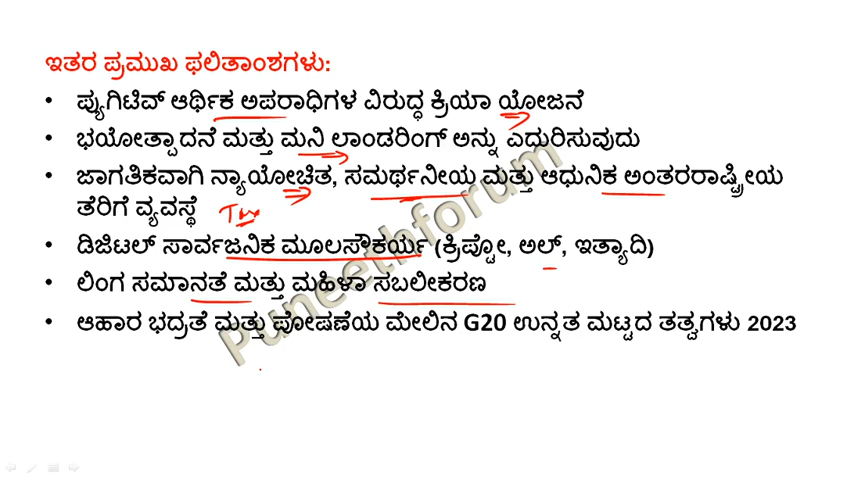 ಇತರ ಪ್ರಮುಖ ಫಲಿತಾಂಶಗಳು:
• ಪ್ಯುಗಿಟಿವ್ ಆರ್ಥಿಕ ಅಪರಾಧಿಗಳ ವಿರುದ್ಧ ಕ್ರಿಯಾ ಯೋಜನೆ
• ಭಯೋತ್ಪಾದನೆ ಮತ್ತು ಮನಿ ಲಾಂಡರಿಂಗ್ ಅನ್ನು ಎದುರಿಸುವುದು
• ಜಾಗತಿಕವಾಗಿ ನ್ಯಾಯೋಚಿತ, ಸಮರ್ಥನೀಯ ಮತ್ತು ಆಧುನಿಕ ಅಂತರರಾಷ್ಟ್ರೀಯ
ತೆರಿಗೆ ವ್ಯವಸ್ಥೆ
• ಡಿಜಿಟಲ್ ಸಾರ್ವಜನಿಕ ಮೂಲಸೌಕರ್ಯ (ಕ್ರಿಪ್ಟೋ, ಅಲ್, ಇತ್ಯಾದಿ)
• ಲಿಂಗ ಸಮಾನತೆ ಮತ್ತು ಮಹಿಳಾ ಸಬಲೀಕರಣ
• ಆಹಾರ ಭದ್ರತೆ ಮತ್ತು ಪೋಷಣೆಯ ಮೇಲಿನ G20 ಉನ್ನತ ಮಟ್ಟದ ತತ್ವಗಳು 2023
Puneethforum